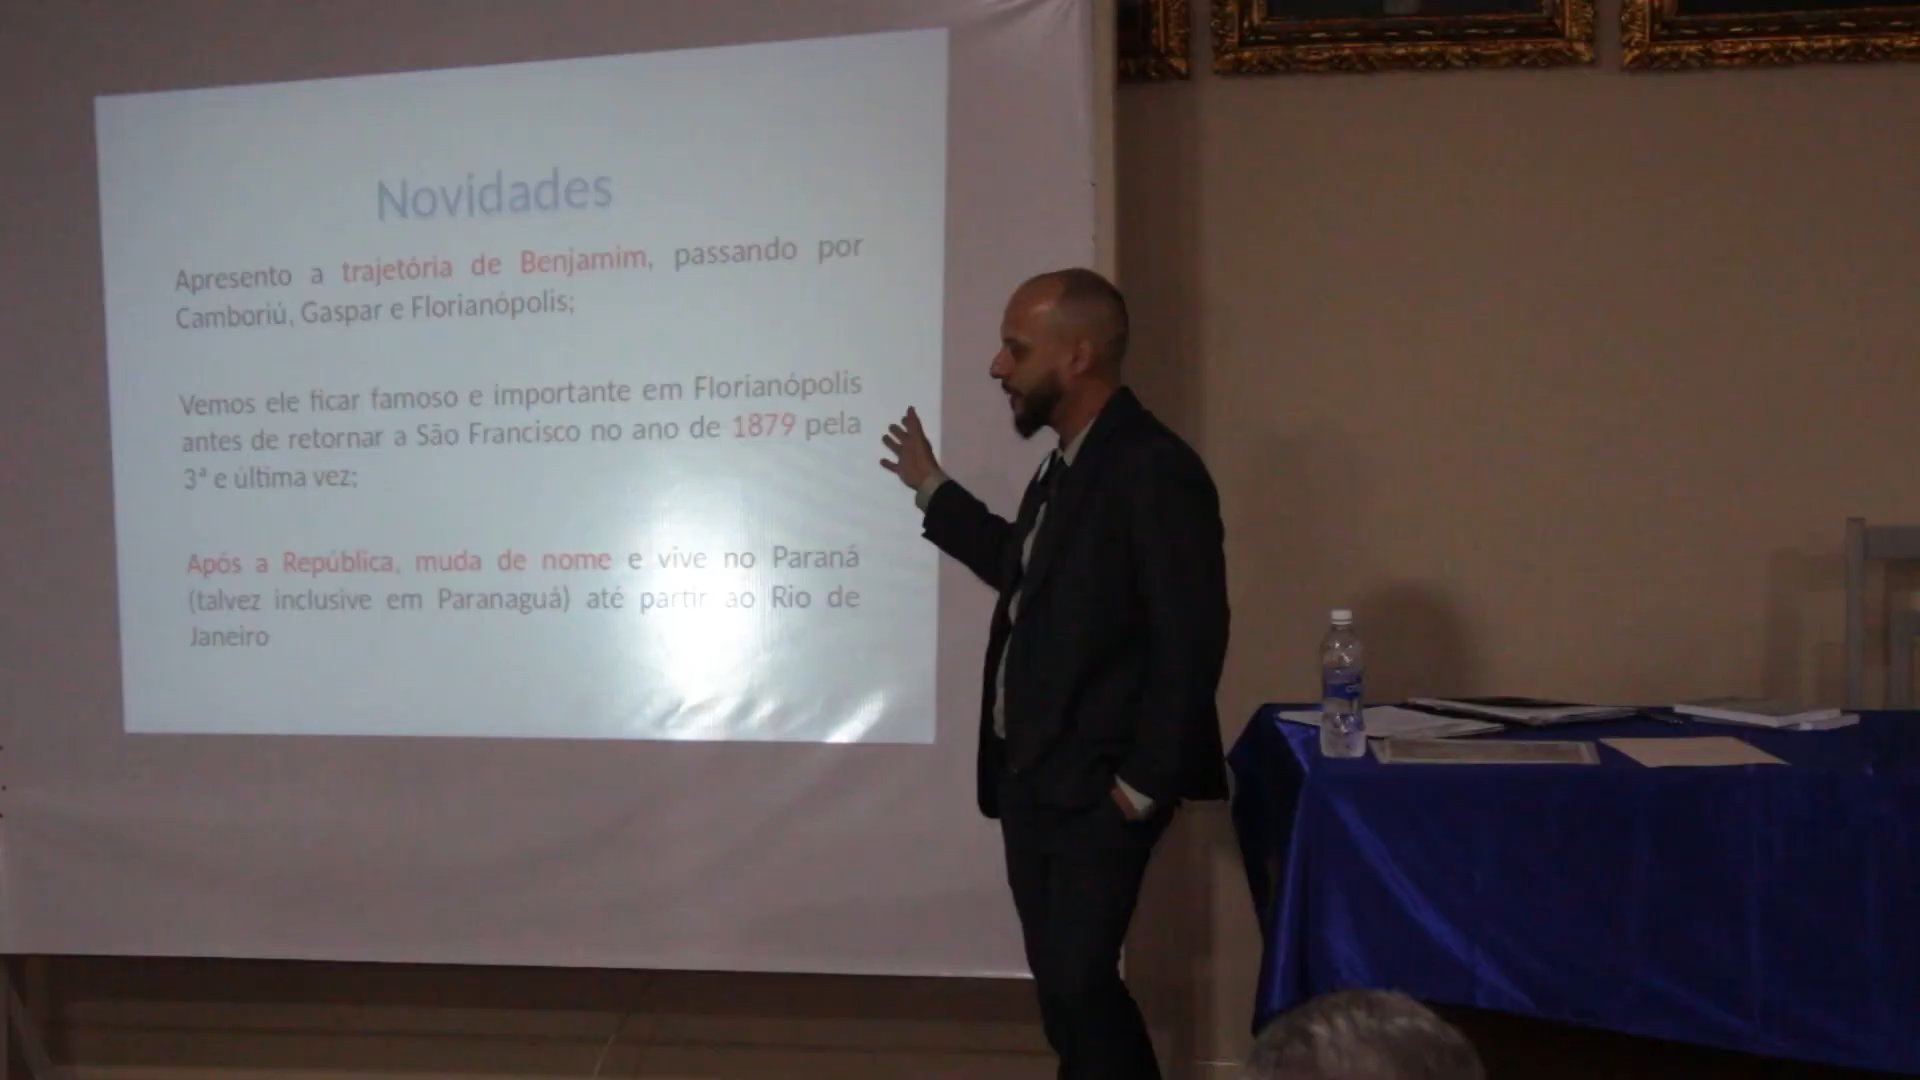 Novidades
Apresento a trajetória de Benjamim, passando por
Camboriú, Gaspar e Florianópolis;
Vemos ele ficar famoso e importante em Florianópolis
antes de retornar a São Francisco no ano de 1879 pela
3ª e última vez;
Após a República, muda de nome e vive no Paraná
(talvez inclusive em Paranaguá) até partir ao Rio de
Janeiro